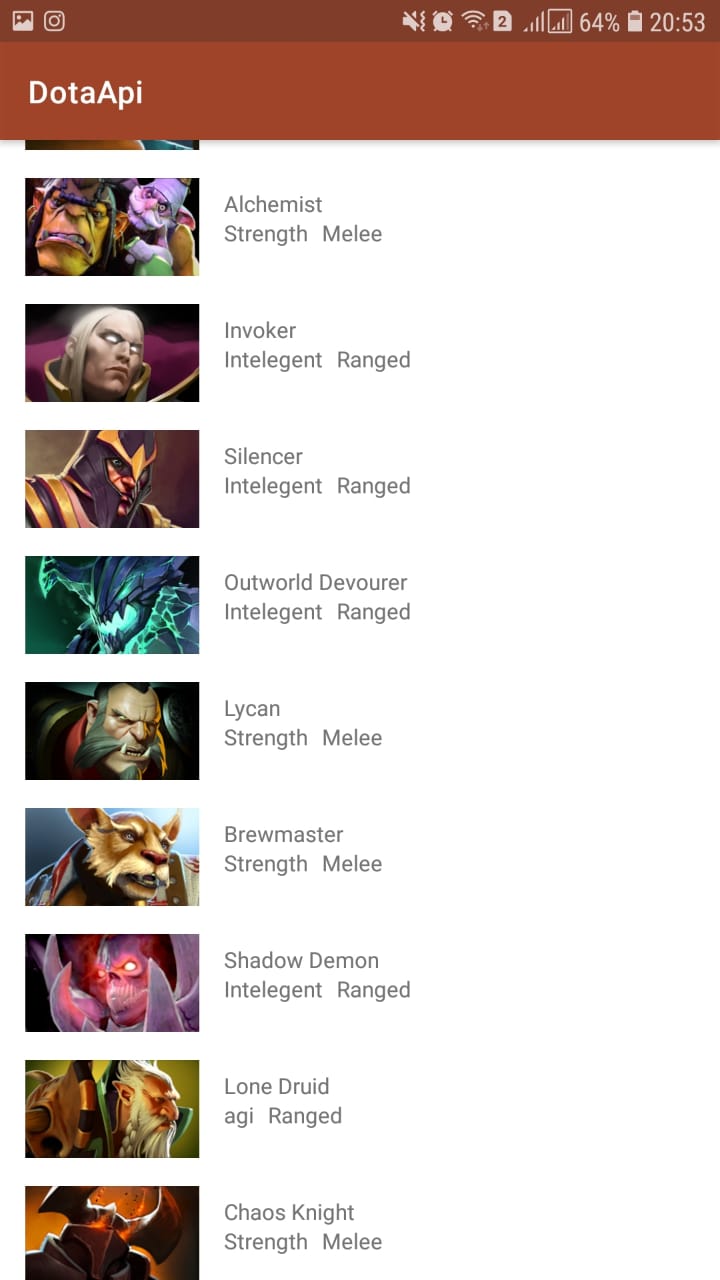 2 64% 20:53
DotaApi
Alchemist
Strength Melee
Invoker
Intelegent Ranged
Silencer
Intelegent Ranged
Outworld Devourer
Intelegent Ranged
Lycan
Strength Melee
Brewmaster
Strength Melee
Shadow Demon
Intelegent Ranged
Lone Druid
agi Ranged
Chaos Knight
Strength Melee